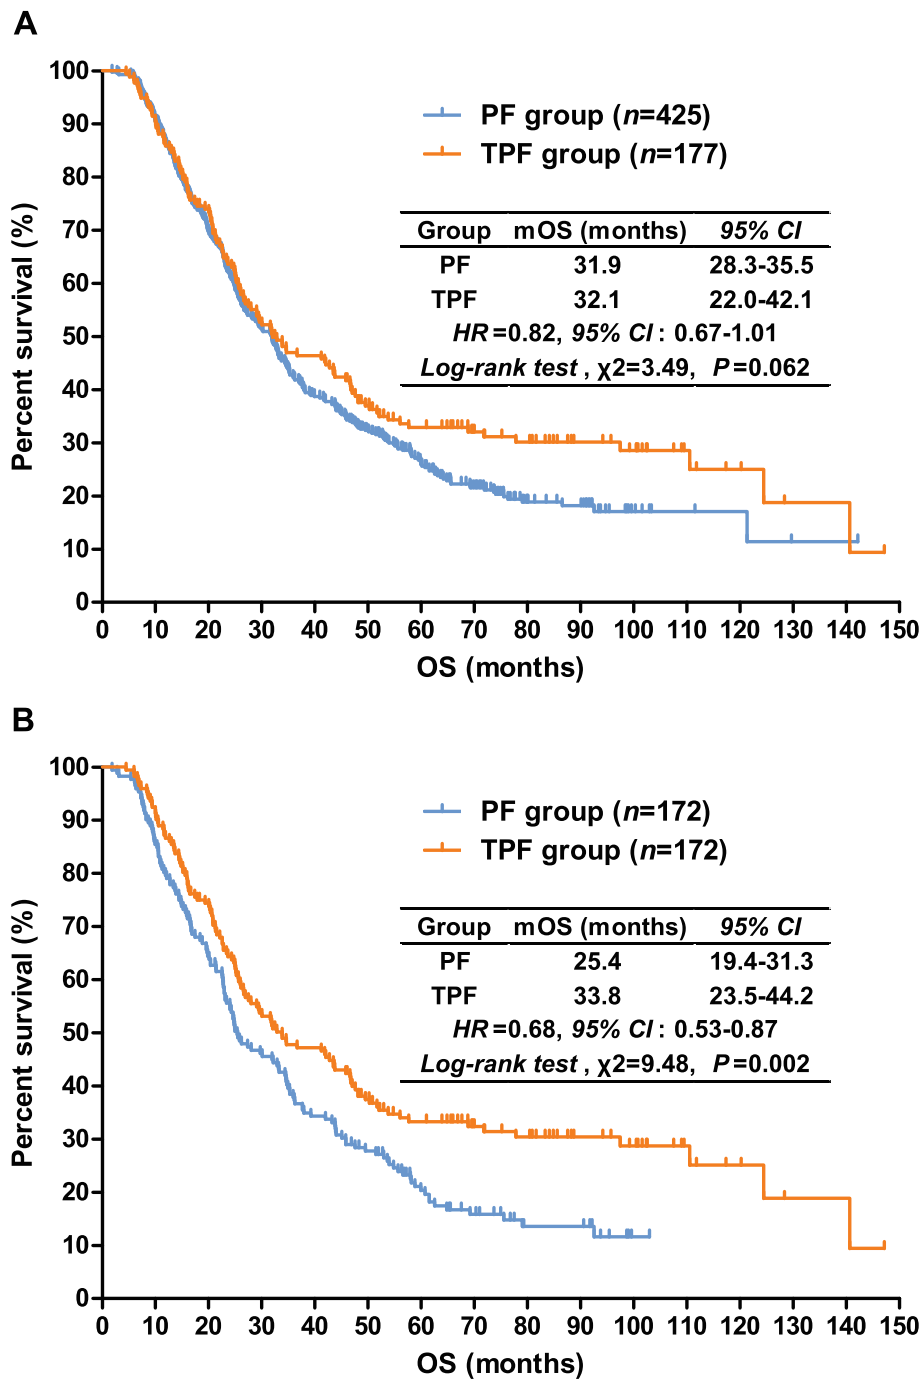 A
PF group (n=425)
TPF group (n=177)
Group mOS (months) 95% CI
PF 31.9 28.3-35.5
TPF 32.1 22.0-42.1
HR=0.82, 95% CI: 0.67-1.01
Log-rank test, χ2=3.49, P=0.062
Percent survival (%)
100
90
80
70
60
50
40
30
20
10
0
0 10 20 30 40 50 60 70 80 90 100 110 120 130 140 150
OS (months)
B
PF group (n=172)
TPF group (n=172)
Group mOS (months) 95% CI
PF 25.4 19.4-31.3
TPF 33.8 23.5-44.2
HR=0.68, 95% CI: 0.53-0.87
Log-rank test, χ2=9.48, P=0.002
Percent survival (%)
100
90
80
70
60
50
40
30
20
10
0
0 10 20 30 40 50 60 70 80 90 100 110 120 130 140 150
OS (months)